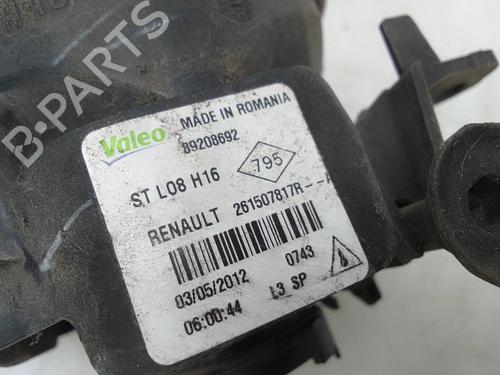 Valeo
MADE IN ROMANIA
89208692
ST L08 H16
795
RENAULT 261507817R--A
03/05/2012 0743
06:00:44 L3 SP
B-PARTS